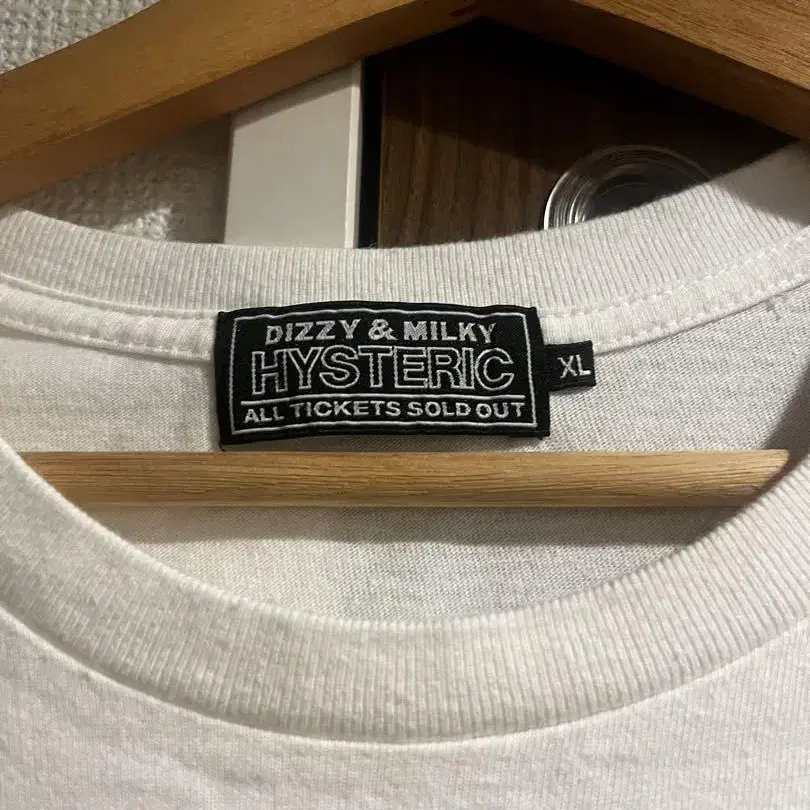 DIZZY & MILKY
HYSTERIC
XL
ALL TICKETS SOLD OUT